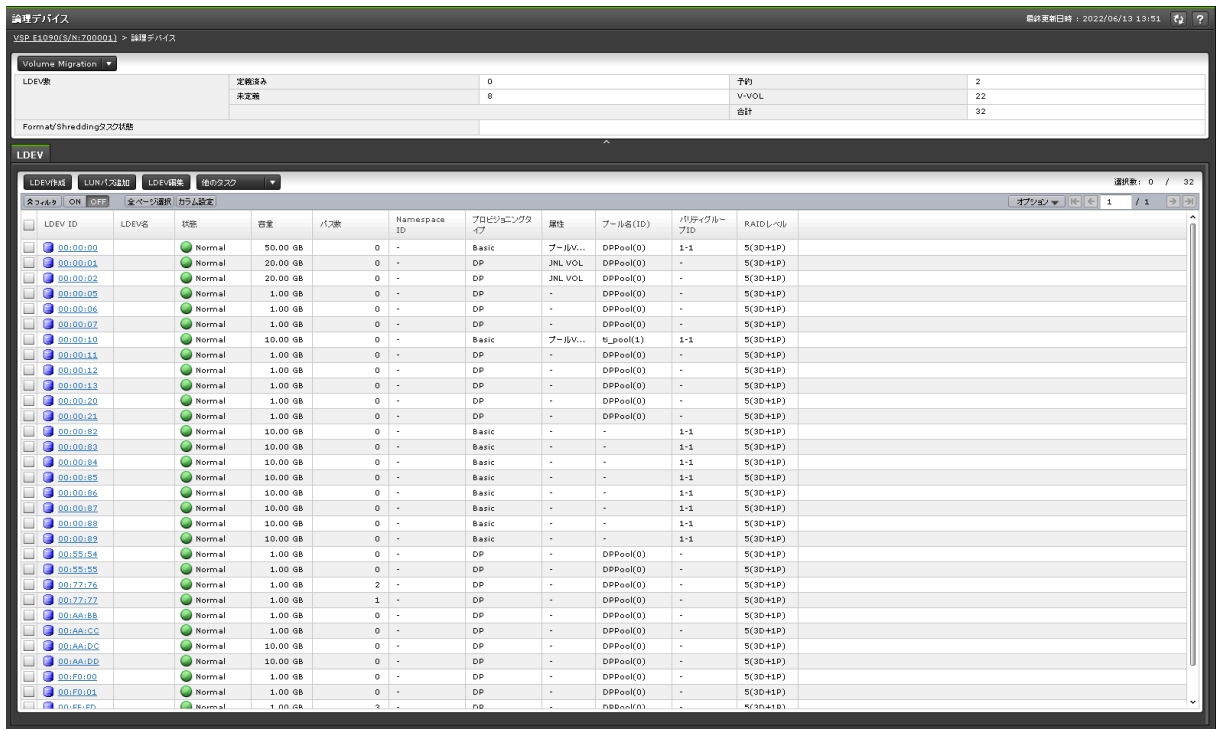 論理デバイス 最終更新日時 : 2022/06/13 13:51 ?
VSP E1090(S/N:700001) > 論理デバイス
Volume Migration
LDEV数 定義済み 0 予約 2
未定義 8 V-VOL 22
合計 32
Format/Shreddingタスク状態
LDEV
LDEV作成 LUNパス追加 LDEV編集 他のタスク 選択数: 0 / 32
フィルタ ON OFF 全ページ選択 カラム設定 オプション 1 / 1
LDEV ID LDEV名 状態 容量 パス数 Namespace ID プロビジョニングタイプ 属性 プール名(ID) パリティグループID RAIDレベル
00:00:00 Normal 50.00 GB 0 - Basic プールV... DPPool(0) 1-1 5(3D+1P)
00:00:01 Normal 20.00 GB 0 - DP JNL VOL DPPool(0) - 5(3D+1P)
00:00:02 Normal 20.00 GB 0 - DP JNL VOL DPPool(0) - 5(3D+1P)
00:00:05 Normal 1.00 GB 0 - DP - DPPool(0) - 5(3D+1P)
00:00:06 Normal 1.00 GB 0 - DP - DPPool(0) - 5(3D+1P)
00:00:07 Normal 1.00 GB 0 - DP - DPPool(0) - 5(3D+1P)
00:00:10 Normal 10.00 GB 0 - Basic プールV... ti_pool(1) 1-1 5(3D+1P)
00:00:11 Normal 1.00 GB 0 - DP - DPPool(0) - 5(3D+1P)
00:00:12 Normal 1.00 GB 0 - DP - DPPool(0) - 5(3D+1P)
00:00:13 Normal 1.00 GB 0 - DP - DPPool(0) - 5(3D+1P)
00:00:20 Normal 1.00 GB 0 - DP - DPPool(0) - 5(3D+1P)
00:00:21 Normal 1.00 GB 0 - DP - DPPool(0) - 5(3D+1P)
00:00:82 Normal 10.00 GB 0 - Basic - - 1-1 5(3D+1P)
00:00:83 Normal 10.00 GB 0 - Basic - - 1-1 5(3D+1P)
00:00:84 Normal 10.00 GB 0 - Basic - - 1-1 5(3D+1P)
00:00:85 Normal 10.00 GB 0 - Basic - - 1-1 5(3D+1P)
00:00:86 Normal 10.00 GB 0 - Basic - - 1-1 5(3D+1P)
00:00:87 Normal 10.00 GB 0 - Basic - - 1-1 5(3D+1P)
00:00:88 Normal 10.00 GB 0 - Basic - - 1-1 5(3D+1P)
00:00:89 Normal 10.00 GB 0 - Basic - - 1-1 5(3D+1P)
00:55:54 Normal 1.00 GB 0 - DP - DPPool(0) - 5(3D+1P)
00:55:55 Normal 1.00 GB 0 - DP - DPPool(0) - 5(3D+1P)
00:77:76 Normal 1.00 GB 2 - DP - DPPool(0) - 5(3D+1P)
00:77:77 Normal 1.00 GB 1 - DP - DPPool(0) - 5(3D+1P)
00:AA:BB Normal 1.00 GB 0 - DP - DPPool(0) - 5(3D+1P)
00:AA:CC Normal 1.00 GB 0 - DP - DPPool(0) - 5(3D+1P)
00:AA:DC Normal 10.00 GB 0 - DP - DPPool(0) - 5(3D+1P)
00:AA:DD Normal 10.00 GB 0 - DP - DPPool(0) - 5(3D+1P)
00:F0:00 Normal 1.00 GB 0 - DP - DPPool(0) - 5(3D+1P)
00:F0:01 Normal 1.00 GB 0 - DP - DPPool(0) - 5(3D+1P)
Normal 1.00 GB - DP - DPPool(0) - 5(3D+1P)